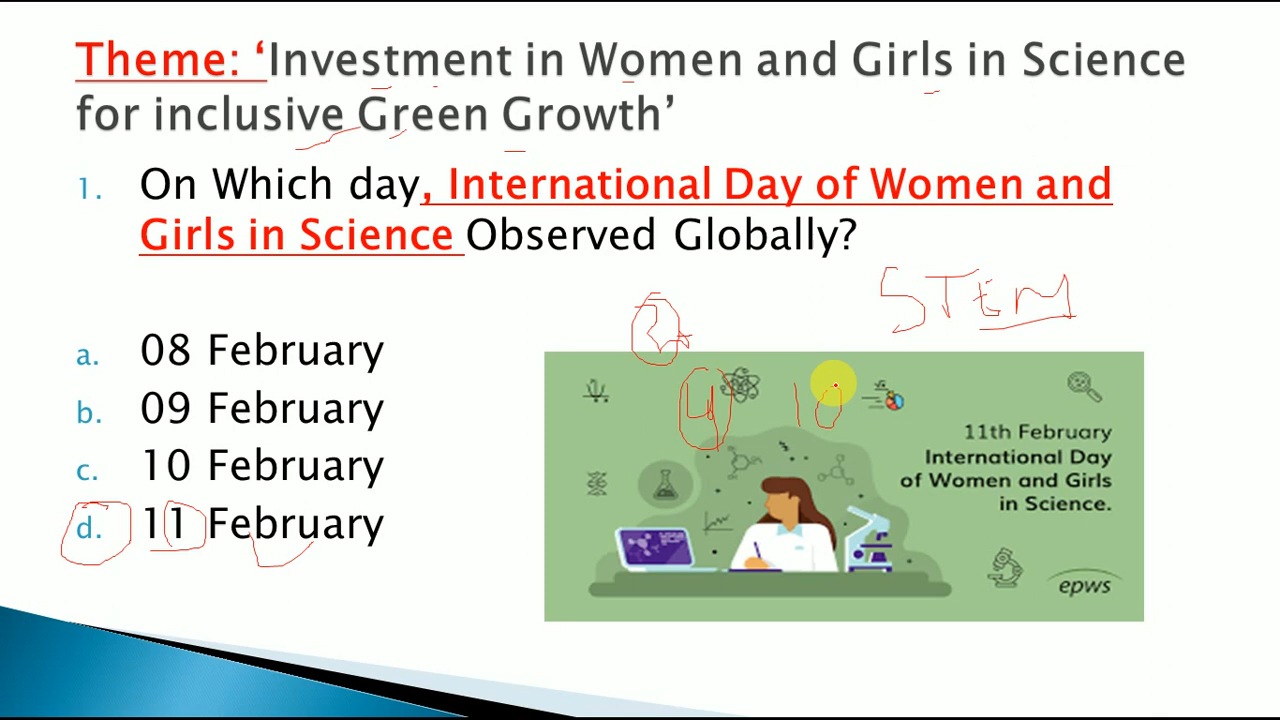 Theme: ‘Investment in Women and Girls in Science
for inclusive Green Growth’
1. On Which day, International Day of Women and
Girls in Science Observed Globally?
STEM
a. 08 February
b. 09 February
c. 10 February
d. 11 February
4 10
11th February
International Day
of Women and Girls
in Science.
epws